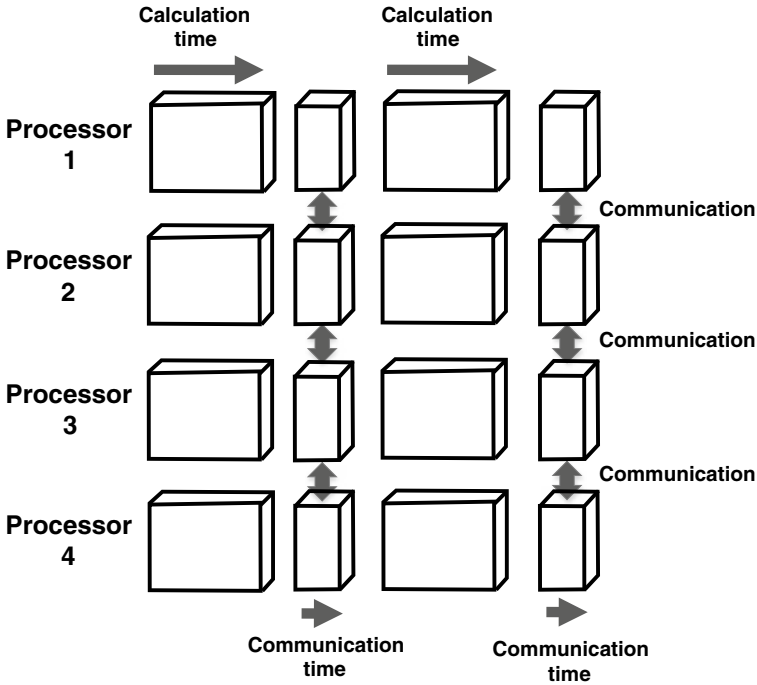 Calculation
time
Calculation
time
Processor
1
Communication
Processor
2
Communication
Processor
3
Communication
Processor
4
Communication
time
Communication
time